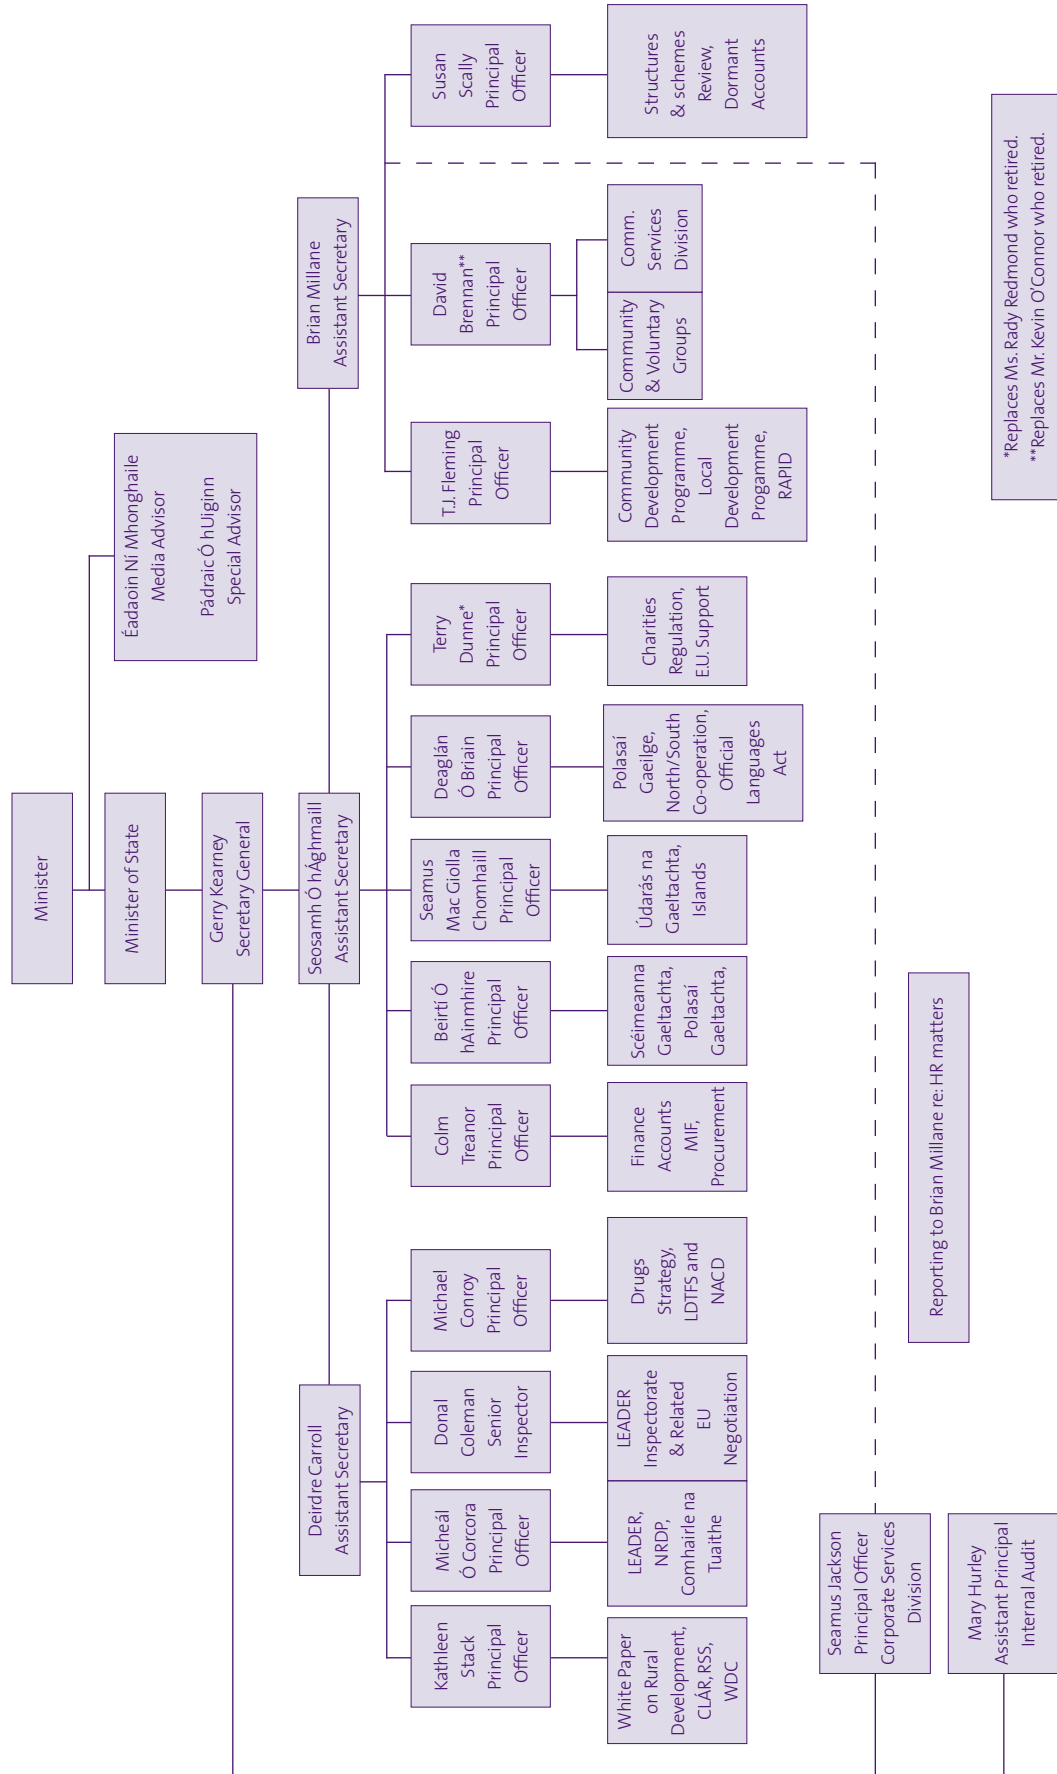 Minister
Éadaoin Ní Mhonghaile
Media Advisor
Pádraic Ó hUiginn
Special Advisor
Minister of State
Gerry Kearney
Secretary General
Deirdre Carroll
Assistant Secretary
Seosamh Ó hÁghmaill
Assistant Secretary
Brian Millane
Assistant Secretary
Kathleen
Stack
Principal
Officer
Micheál
Ó Corcora
Principal
Officer
Donal
Coleman
Senior
Inspector
Michael
Conroy
Principal
Officer
Colm
Treanor
Principal
Officer
Beirtí Ó
hAinmhire
Principal
Officer
Seamus
Mac Giolla
Chomhaill
Principal
Officer
Deaglán
Ó Briain
Principal
Officer
Terry
Dunne*
Principal
Officer
T.J. Fleming
Principal
Officer
David
Brennan**
Principal
Officer
Susan
Scally
Principal
Officer
White Paper
on Rural
Development,
CLÁR, RSS,
WDC
LEADER,
NRDP,
Comhairle na
Tuaithe
LEADER
Inspectorate
& Related
EU
Negotiation
Drugs
Strategy,
LDTFS and
NACD
Finance
Accounts
MIF,
Procurement
Scéimeanna
Gaeltachta,
Polasaí
Gaeltachta,
Údarás na
Gaeltachta,
Islands
Polasaí
Gaeilge,
North/South
Co-operation,
Official
Languages
Act
Charities
Regulation,
E.U. Support
Community
Development
Programme,
Local
Development
Progamme,
RAPID
Community
& Voluntary
Groups
Comm.
Services
Division
Structures
& schemes
Review,
Dormant
Accounts
Seamus Jackson
Principal Officer
Corporate Services
Division
Reporting to Brian Millane re: HR matters
Mary Hurley
Assistant Principal
Internal Audit
*Replaces Ms. Rady Redmond who retired.
**Replaces Mr. Kevin O'Connor who retired.